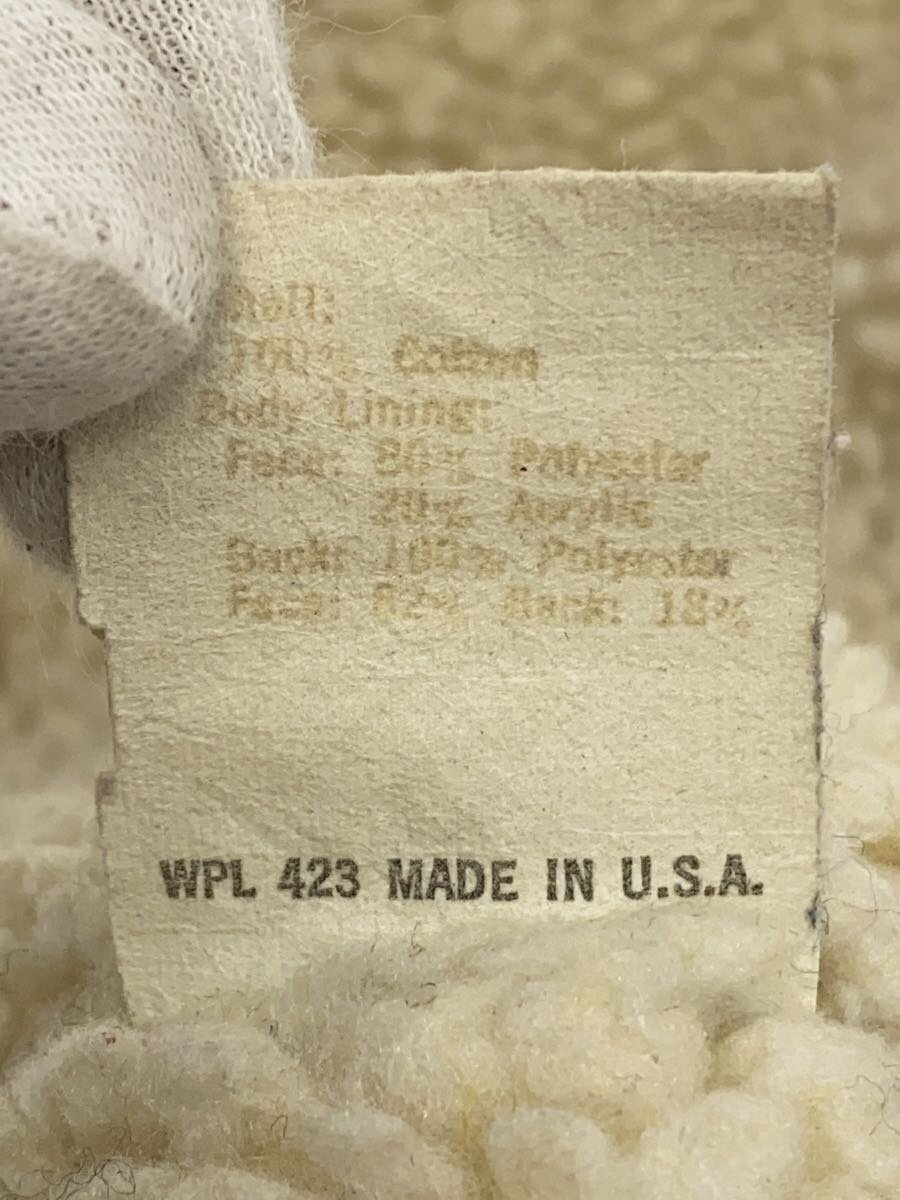 Shell:
100% Cotton
Body Lining:
Face: 80% Polyester
20% Acrylic
Back: 100% Polyester
Face: 82% Back: 18%
WPL 423 MADE IN U.S.A.